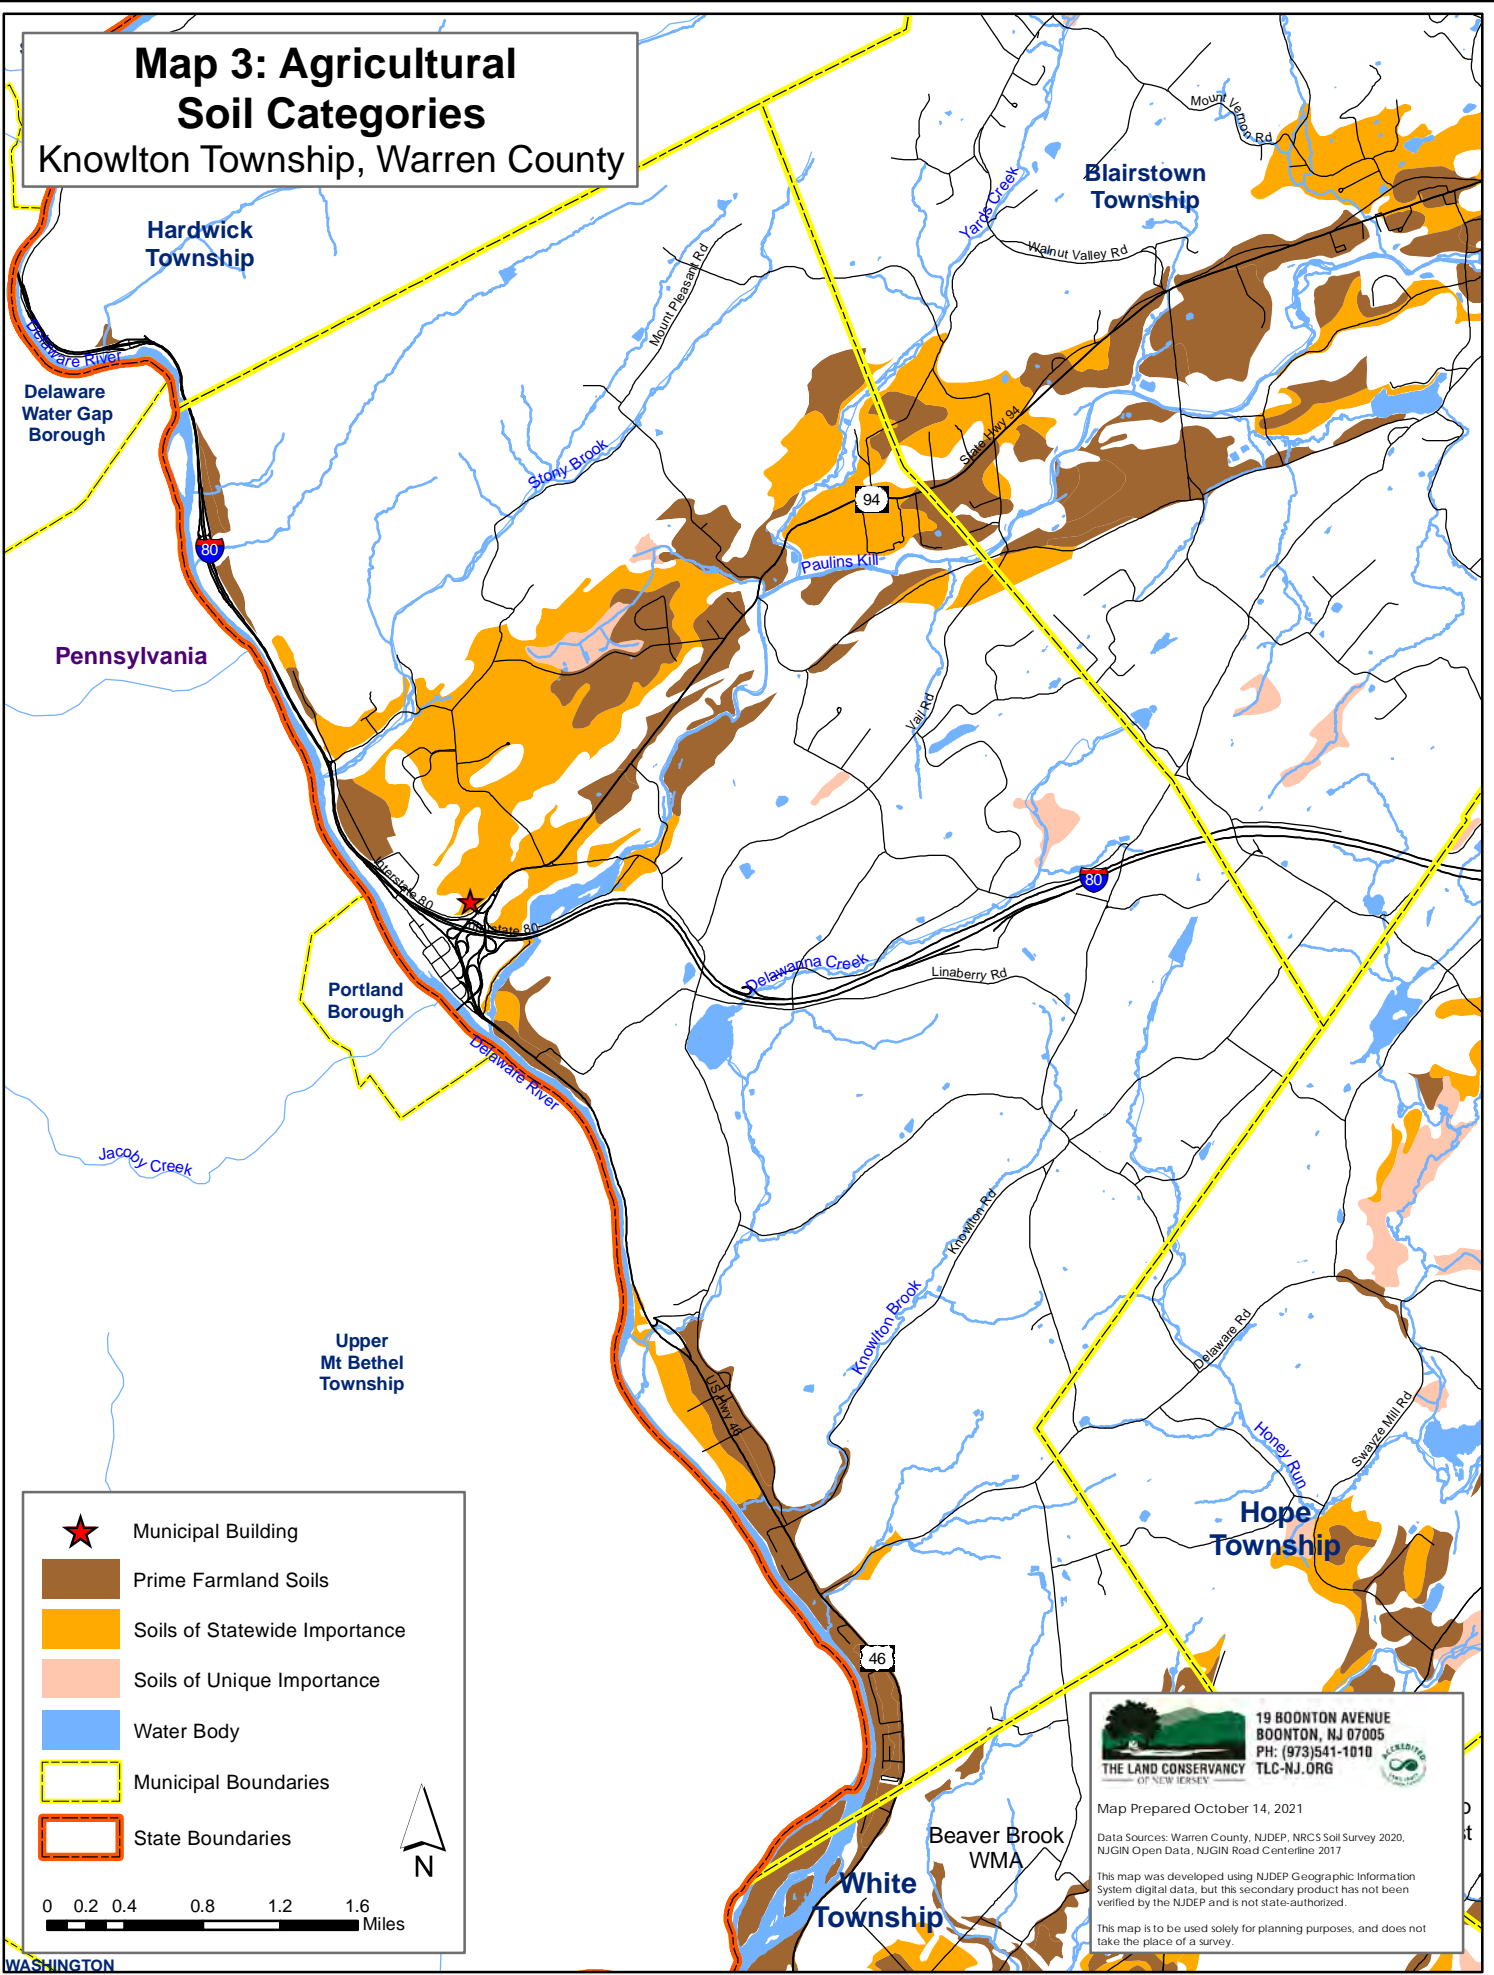 Map 3: Agricultural
Soil Categories
Knowlton Township, Warren County
Mount Vernon Rd
Blairstown
Township
Yards Creek
Walnut Valley Rd
Hardwick
Township
Mount Pleasant Rd
Delaware River
Delaware
Water Gap
Borough
State Hwy 94
Stony Brook
94
80
Paulins Kill
Pennsylvania
Vail Rd
Interstate 80
80
Interstate 80
Delawanna Creek
Linaberry Rd
Portland
Borough
Delaware River
Jacoby Creek
Knowlton Rd
Knowlton Brook
Delaware Rd
Upper
Mt Bethel
Township
US Hwy 46
Swayze Mill Rd
Honey Run
Hope
Township
46
Municipal Building
Prime Farmland Soils
Soils of Statewide Importance
Soils of Unique Importance
Water Body
Municipal Boundaries
State Boundaries
N
0 0.2 0.4 0.8 1.2 1.6
Miles
WASHINGTON
Beaver Brook
WMA
White
Township
THE LAND CONSERVANCY
OF NEW JERSEY
19 BOONTON AVENUE
BOONTON, NJ 07005
PH: (973)541-1010
TLC-NJ.ORG
ACCREDITED
Map Prepared October 14, 2021
Data Sources: Warren County, NJDEP, NRCS Soil Survey 2020,
NJGIN Open Data, NJGIN Road Centerline 2017
This map was developed using NJDEP Geographic Information
System digital data, but this secondary product has not been
verified by the NJDEP and is not state-authorized.
This map is to be used solely for planning purposes, and does not
take the place of a survey.